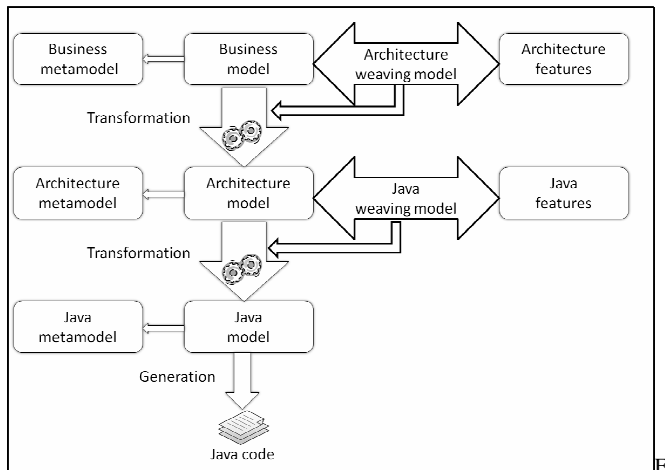 Business
metamodel
Business
model
Architecture
weaving model
Architecture
features
Transformation
Architecture
metamodel
Architecture
model
Java
weaving model
Java
features
Transformation
Java
metamodel
Java
model
Generation
Java code